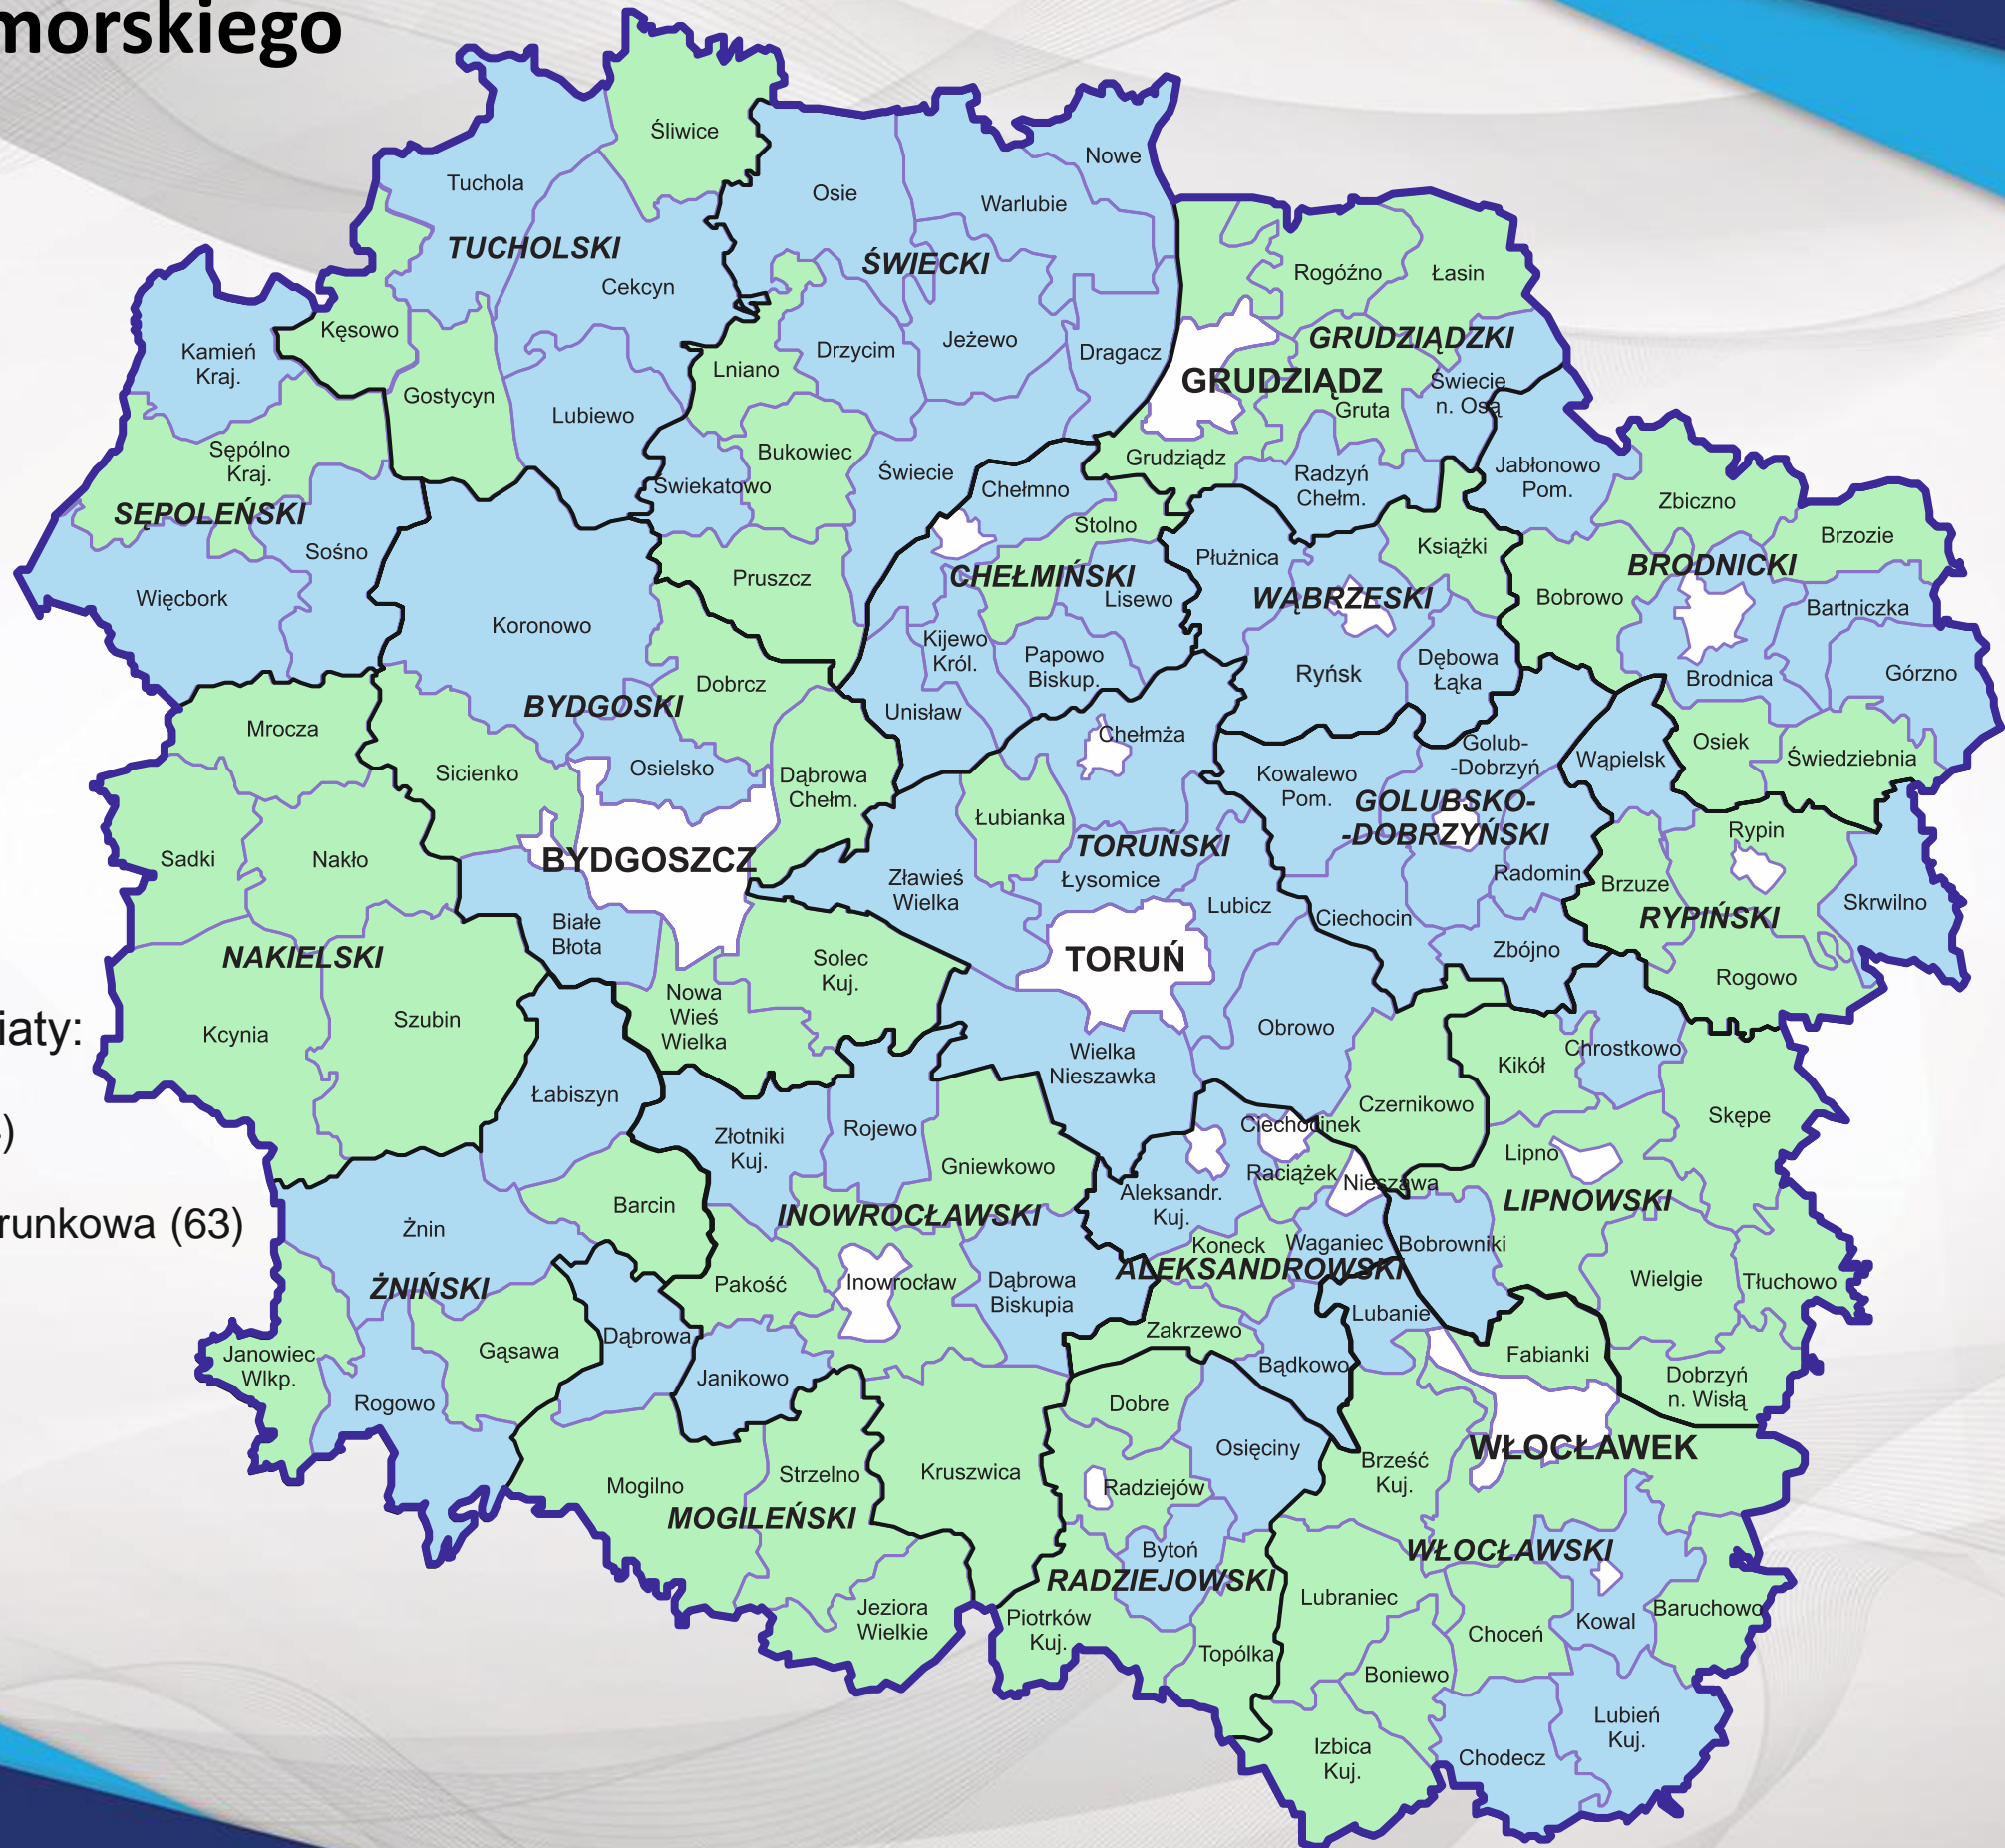 morskiego
Śliwice
Nowe
Tuchola
Osie
Warlubie
TUCHOLSKI
ŚWIECKI
Rogóźno
Łasin
Cekcyn
Kęsowo
GRUDZIĄDZKI
Kamień
Kraj.
Drzycim
Jeżewo
Dragacz
Lniano
GRUDZIĄDZ
Świecie
n. Osą
Gostycyn
Lubiewo
Gruta
Sępólno
Kraj.
Bukowiec
Świecie
Grudziądz
Radzyń
Chełm.
Jabłonowo
Pom.
Świekatowo
Chełmno
Zbiczno
SĘPOLEŃSKI
Stolno
Brzozie
Sośno
Płużnica
Książki
BRODNICKI
Pruszcz
CHEŁMIŃSKI
Lisewo
WĄBRZESKI
Bobrowo
Bartniczka
Więcbork
Koronowo
Kijewo
Król.
Papowo
Biskup.
Ryńsk
Dębowa
Łąka
Brodnica
Górzno
Dobrcz
BYDGOSKI
Unisław
Mrocza
Chełmża
Golub-
-Dobrzyń
Wąpielsk
Osiek
Świedziebnia
Sicienko
Osielsko
Dąbrowa
Chełm.
Kowalewo
Pom.
GOLUBSKO-
-DOBRZYŃSKI
Łubianka
Rypin
TORUŃSKI
Sadki
Nakło
BYDGOSZCZ
Zławieś
Wielka
Łysomice
Radomin
Brzuze
Lubicz
Ciechocin
RYPIŃSKI
Skrwilno
Białe
Błota
NAKIELSKI
TORUŃ
Zbójno
Solec
Kuj.
Rogowo
Nowa
Wieś
Wielka
Kcynia
Szubin
iaty:
Obrowo
Wielka
Nieszawka
Kikół
Chrostkowo
Łabiszyn
Czernikowo
Skępe
)
Złotniki
Kuj.
Rojewo
Ciechocinek
Gniewkowo
Raciążek
Nieszawa
Lipno
Aleksandr.
Kuj.
LIPNOWSKI
Barcin
INOWROCŁAWSKI
runkowa (63)
Żnin
Koneck
Waganiec
Bobrowniki
ALEKSANDROWSKI
ŻNIŃSKI
Pakość
Inowrocław
Dąbrowa
Biskupia
Wielgie
Tłuchowo
Lubanie
Dąbrowa
Zakrzewo
Gąsawa
Janowiec
Wlkp.
Bądkowo
Fabianki
Janikowo
Dobrzyń
n. Wisłą
Rogowo
Dobre
Osięciny
WŁOCŁAWEK
Brześć
Kuj.
Mogilno
Strzelno
Kruszwica
Radziejów
MOGILEŃSKI
Bytoń
WŁOCŁAWSKI
RADZIEJOWSKI
Lubraniec
Jeziora
Wielkie
Piotrków
Kuj.
Choceń
Kowal
Baruchowo
Topólka
Boniewo
Lubień
Kuj.
Izbica
Kuj.
Chodecz